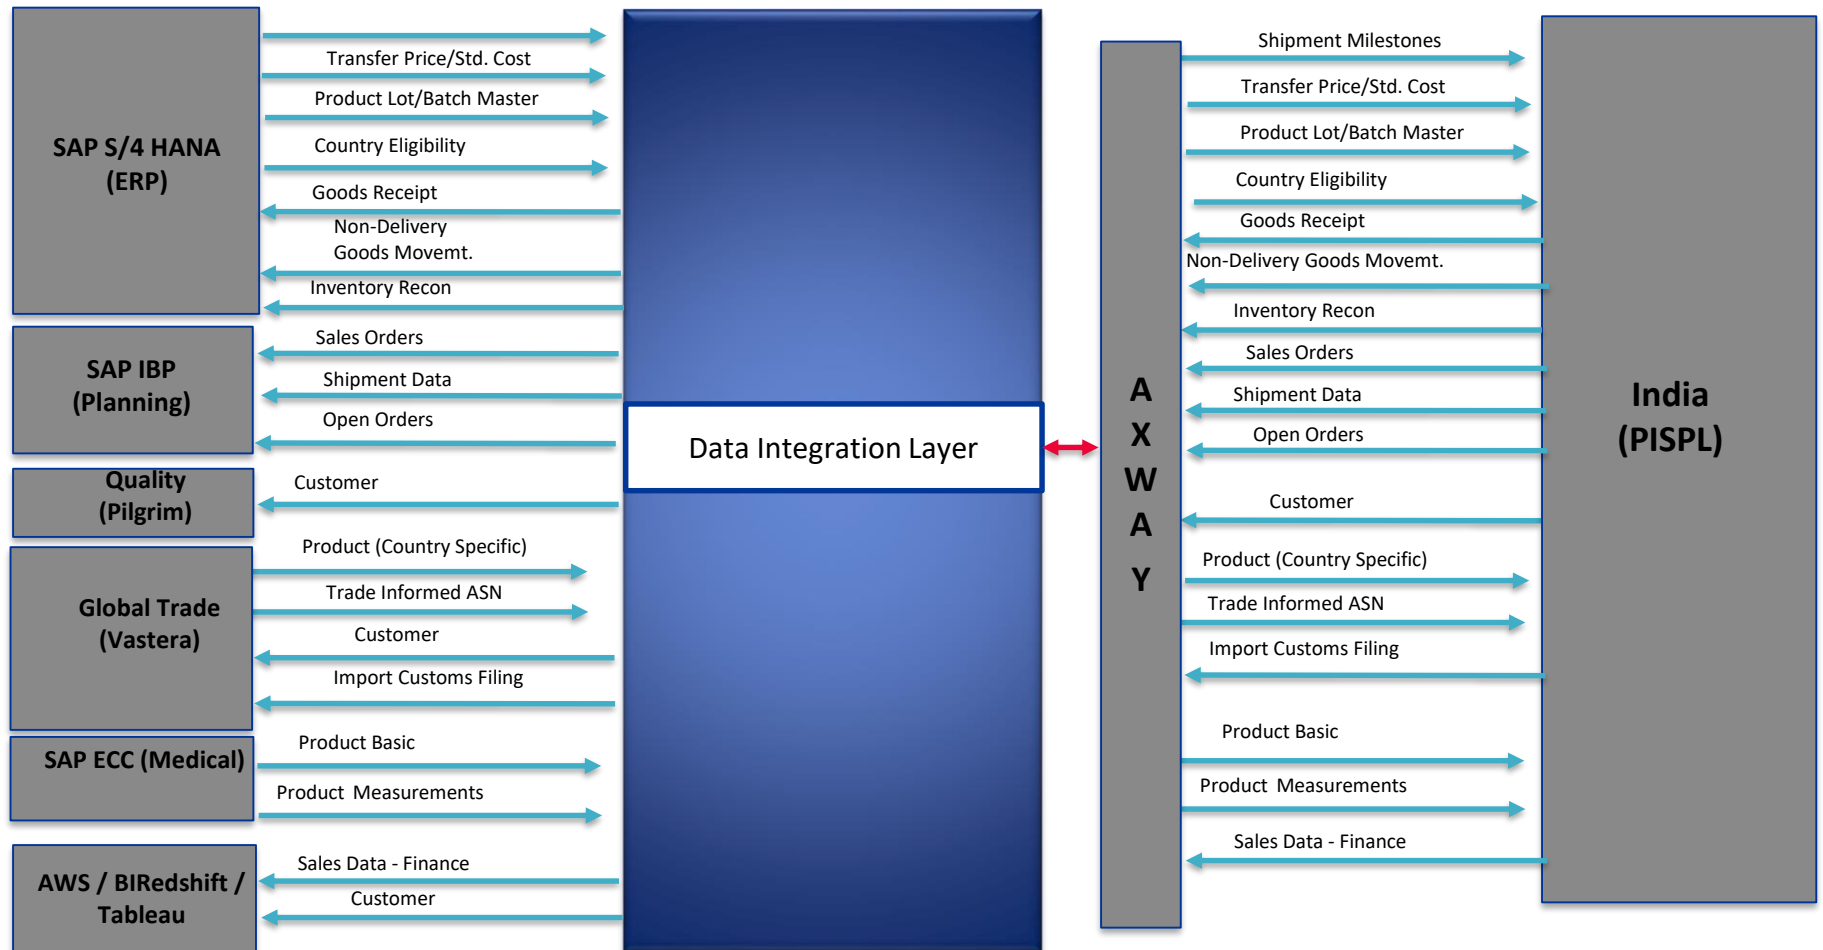 SAP S/4 HANA
(ERP)
Transfer Price/Std. Cost
Product Lot/Batch Master
Country Eligibility
Goods Receipt
Non-Delivery
Goods Movemt.
Inventory Recon
SAP IBP
(Planning)
Sales Orders
Shipment Data
Open Orders
Quality
(Pilgrim)
Customer
Global Trade
(Vastera)
Product (Country Specific)
Trade Informed ASN
Customer
Import Customs Filing
SAP ECC (Medical)
Product Basic
Product Measurements
AWS / BIRedshift /
Tableau
Sales Data - Finance
Customer
Data Integration Layer
A
X
W
A
Y
Shipment Milestones
Transfer Price/Std. Cost
Product Lot/Batch Master
Country Eligibility
Goods Receipt
Non-Delivery Goods Movemt.
Inventory Recon
Sales Orders
Shipment Data
Open Orders
Customer
Product (Country Specific)
Trade Informed ASN
Import Customs Filing
Product Basic
Product Measurements
Sales Data - Finance
India
(PISPL)